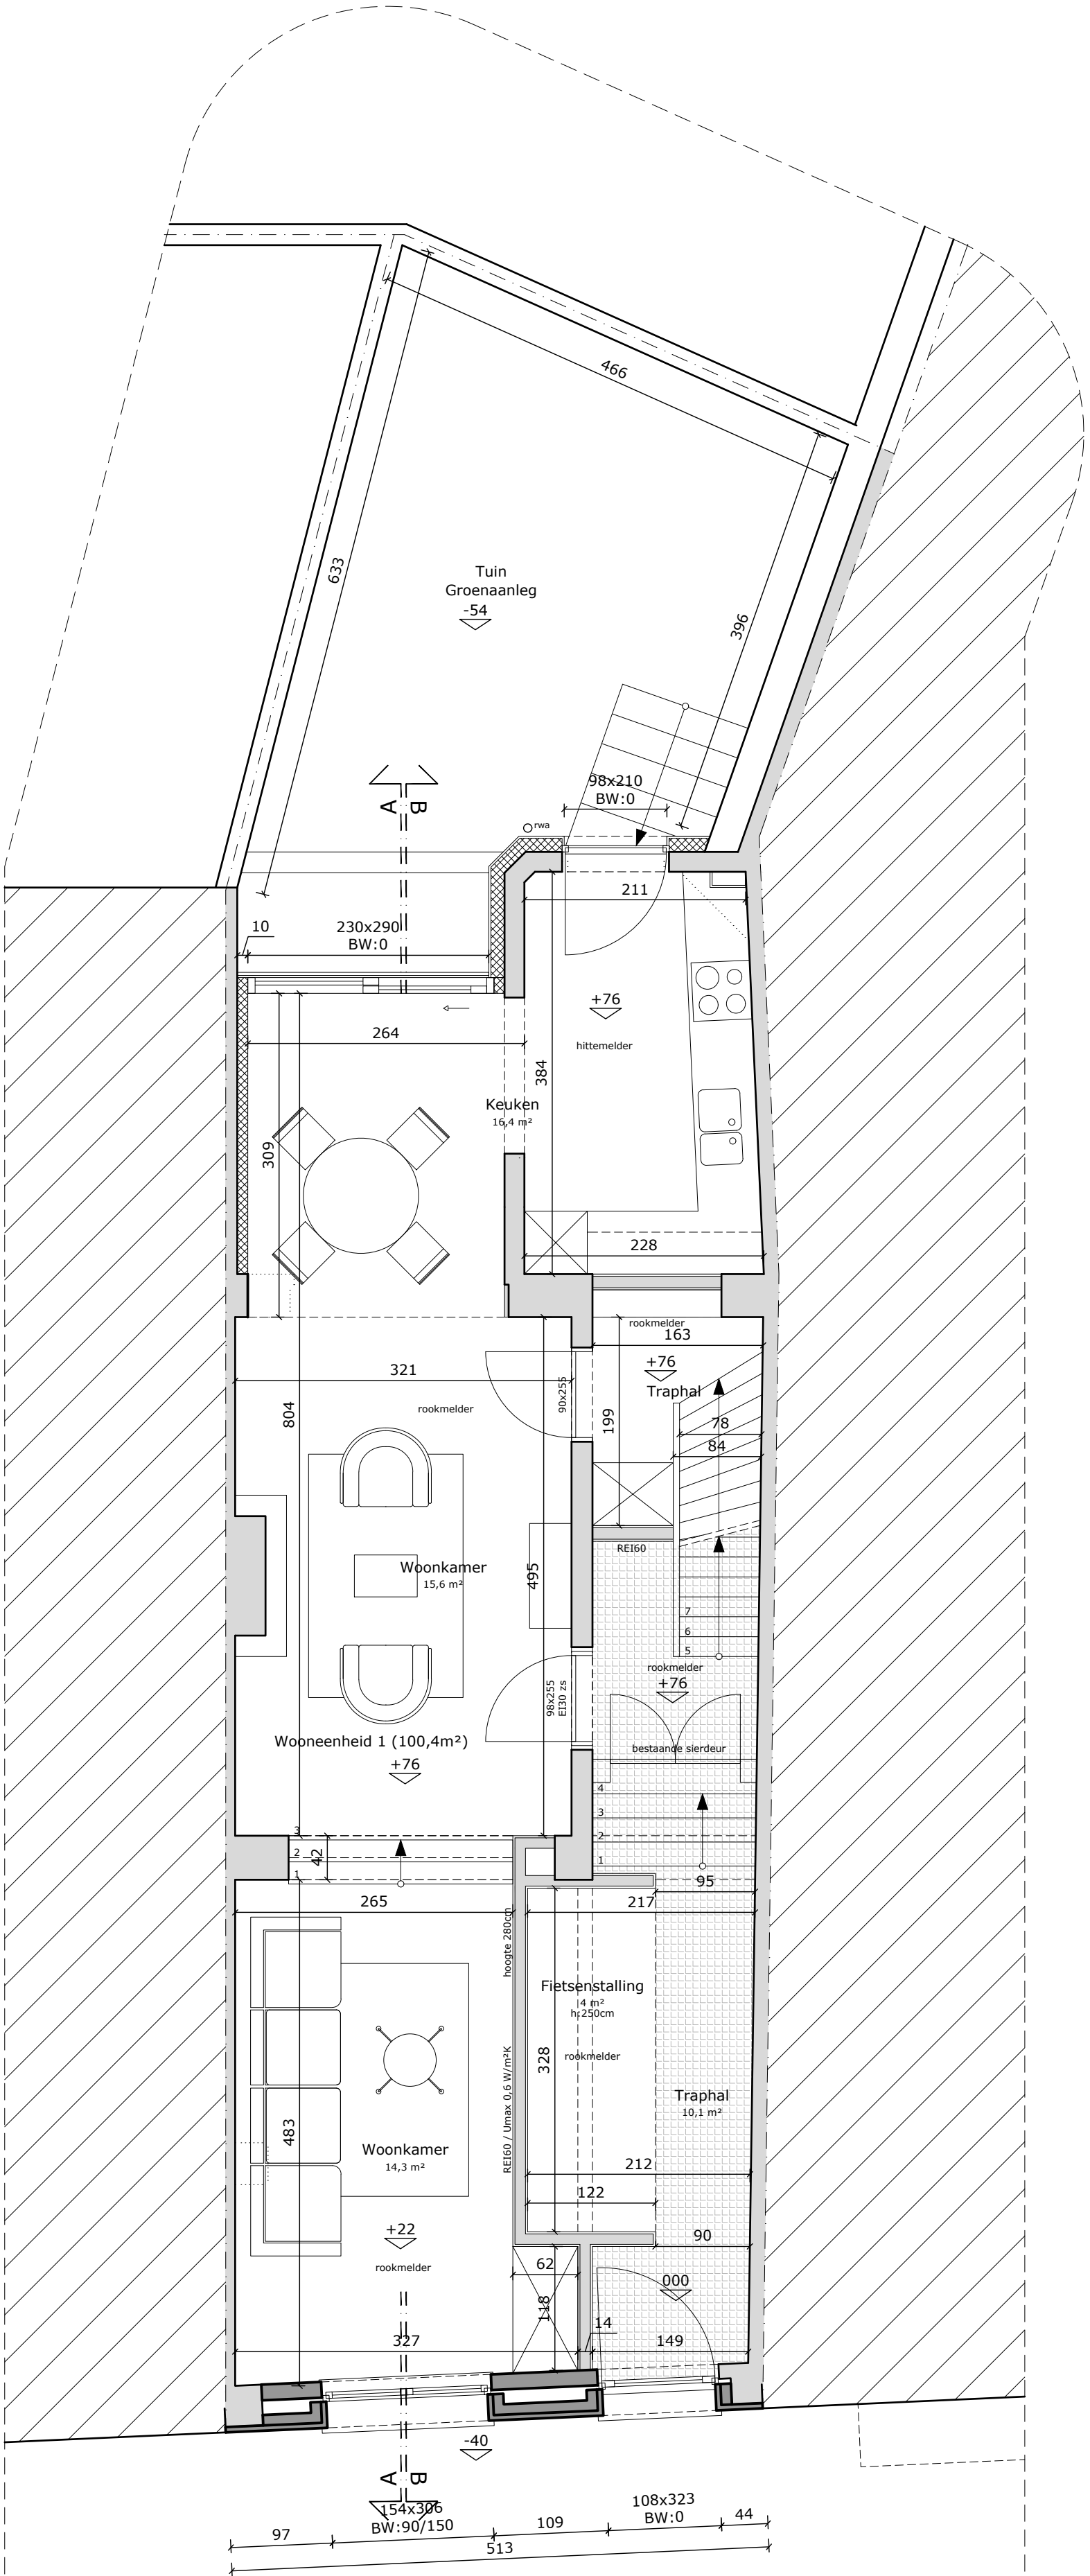 466
633
Tuin
Groenaanleg
-54
396
98x210
BW:0
A
B
rwa
211
10
230x290
BW:0
+76
hittemelder
264
384
Keuken
16,4 m²
309
228
rookmelder
163
321
+76
Traphal
90x255
rookmelder
804
199
78
84
REI60
Woonkamer
15,6 m²
495
7
6
5
rookmelder
+76
98x255
EI30 zs
Wooneenheid 1 (100,4m²)
+76
bestaande sierdeur
4
3
2
1
3
2
1
42
95
265
217
hoogte 280cm
Fietsenstalling
4 m²
h:250cm
rookmelder
328
REI60 / Umax 0,6 W/m²K
Traphal
10,1 m²
483
Woonkamer
14,3 m²
212
122
+22
rookmelder
90
62
118
000
14
327
149
-40
A
B
154x306
BW:90/150
108x323
BW:0
97
109
44
513